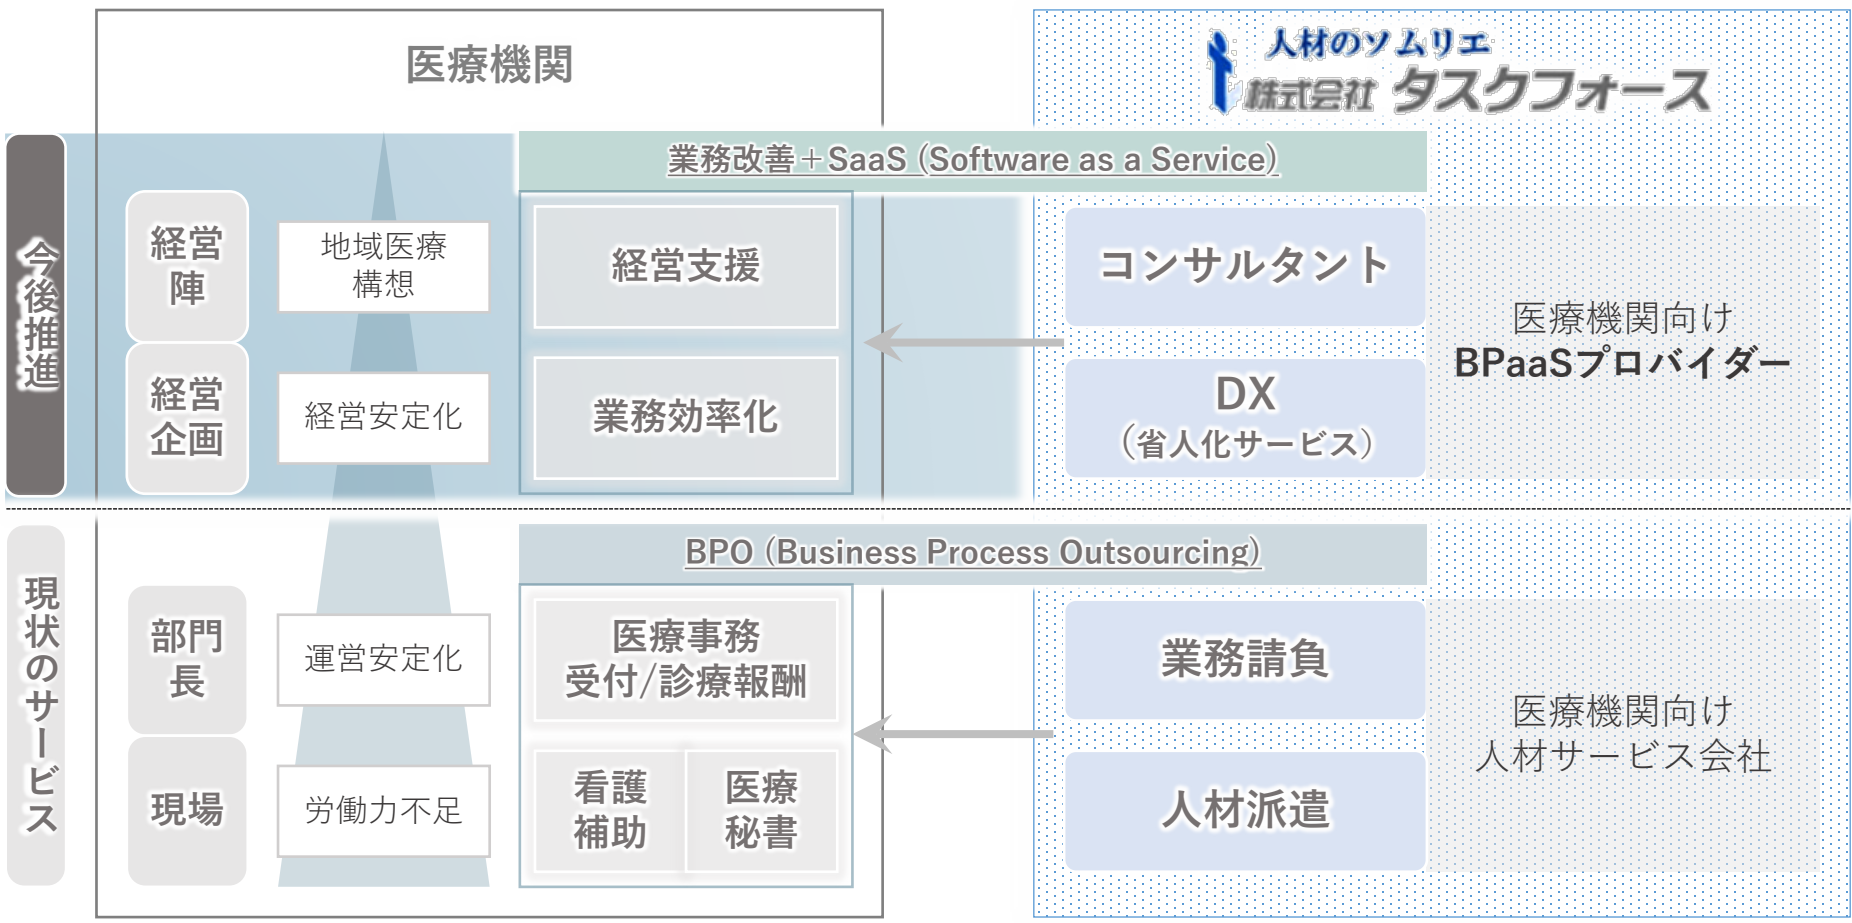 医療機関
人材のソムリエ
株式会社 タスクフォース
今後推進
業務改善＋SaaS (Software as a Service)
経営
陣
地域医療
構想
経営支援
コンサルタント
医療機関向け
BPaaSプロバイダー
経営
企画
経営安定化
業務効率化
DX
（省人化サービス）
現状のサービス
BPO (Business Process Outsourcing)
部門
長
運営安定化
医療事務
受付/診療報酬
業務請負
医療機関向け
人材サービス会社
現場
労働力不足
看護
補助
医療
秘書
人材派遣